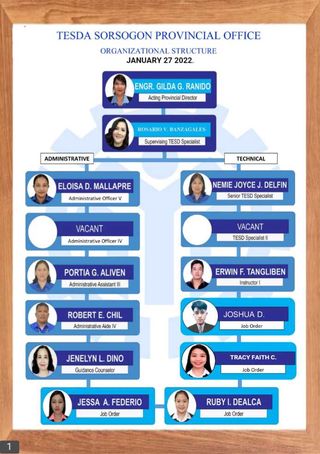 TESDA SORSOGON PROVINCIAL OFFICE
ORGANIZATIONAL STRUCTURE
JANUARY 27 2022.
ENGR. GILDA G. RANIDO
Acting Provincial Director
ROSARIO V. BANZAGALES
Supervising TESD Specialist
ADMINISTRATIVE
TECHNICAL
ELOISA D. MALLAPRE
Administrative Officer V
NEMIE JOYCE J. DELFIN
Senior TESD Specialist
VACANT
Administrative Officer IV
VACANT
TESD Specialist II
PORTIA G. ALIVEN
Administrative Assistant III
ERWIN F. TANGLIBEN
Instructor I
ROBERT E. CHIL
Administrative Aide IV
JOSHUA D.
Job Order
JENELYN L. DINO
Guidance Counselor
TRACY FAITH C.
Job Order
JESSA A. FEDERIO
Job Order
RUBY I. DEALCA
Job Order
1